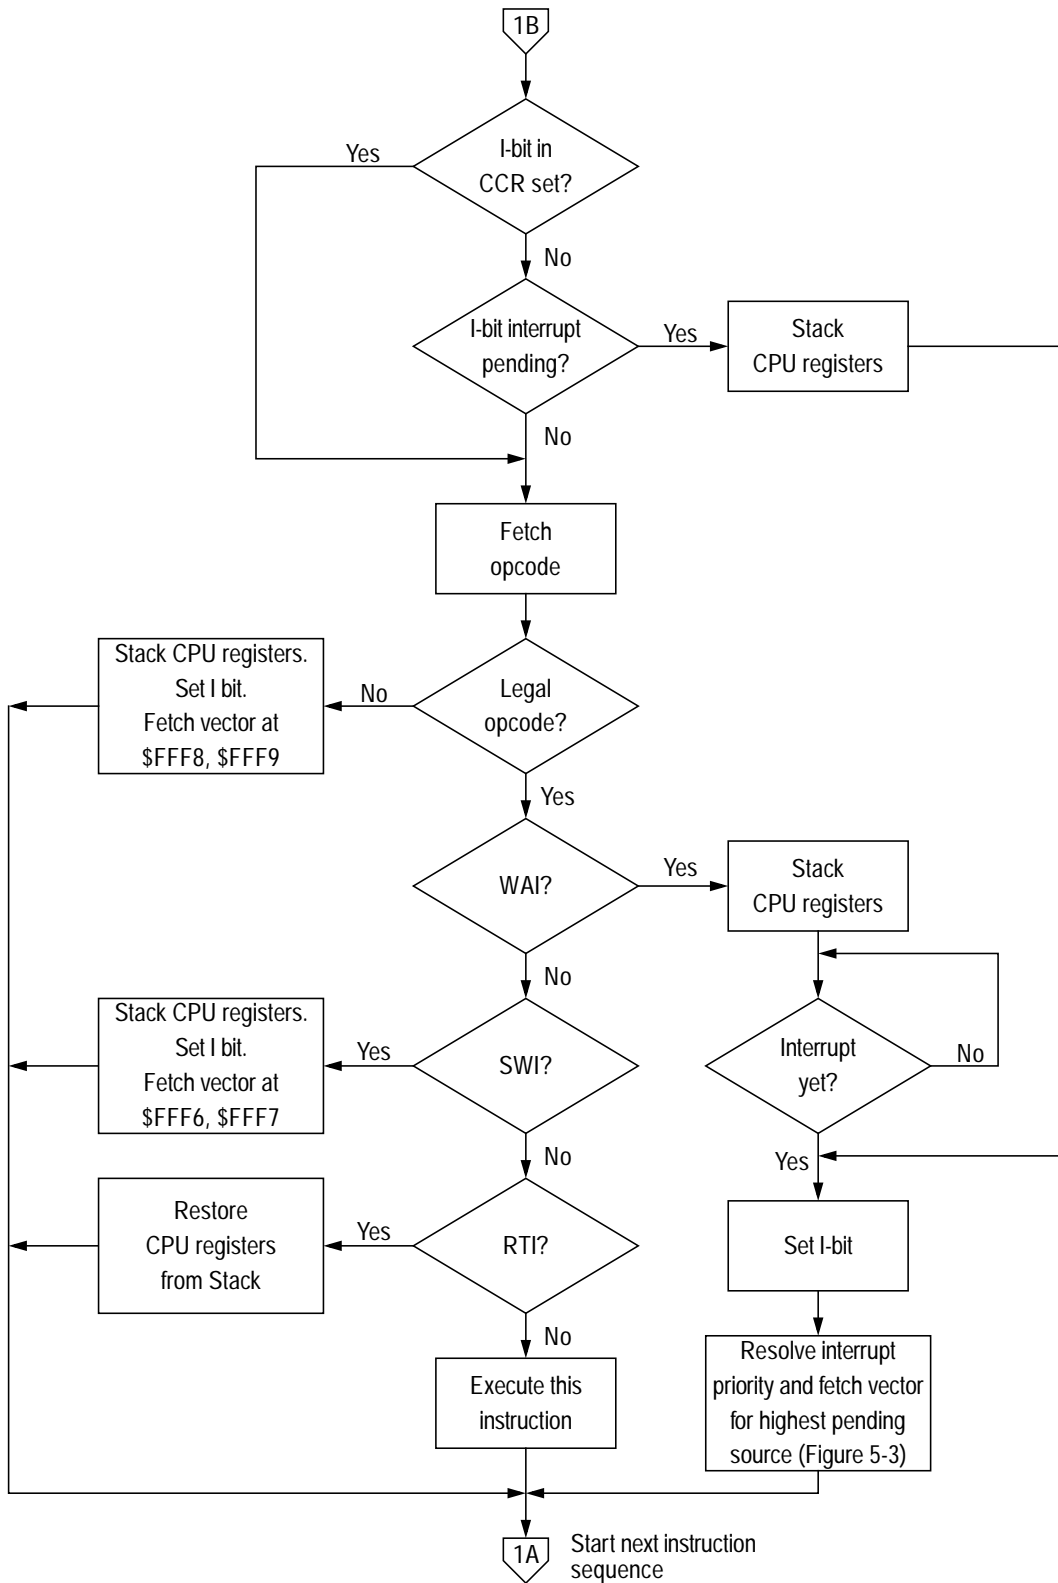 1B
I-bit in
CCR set?
Yes
No
I-bit interrupt
pending?
Yes
Stack
CPU registers
No
Fetch
opcode
Stack CPU registers.
Set I bit.
Fetch vector at
$FFF8, $FFF9
No
Legal
opcode?
Yes
WAI?
Yes
Stack
CPU registers
No
Stack CPU registers.
Set I bit.
Fetch vector at
$FFF6, $FFF7
Yes
SWI?
Interrupt
yet?
No
No
Yes
Restore
CPU registers
from Stack
Yes
RTI?
Set I-bit
No
Execute this
instruction
Resolve interrupt
priority and fetch vector
for highest pending
source (Figure 5-3)
1A
Start next instruction
sequence